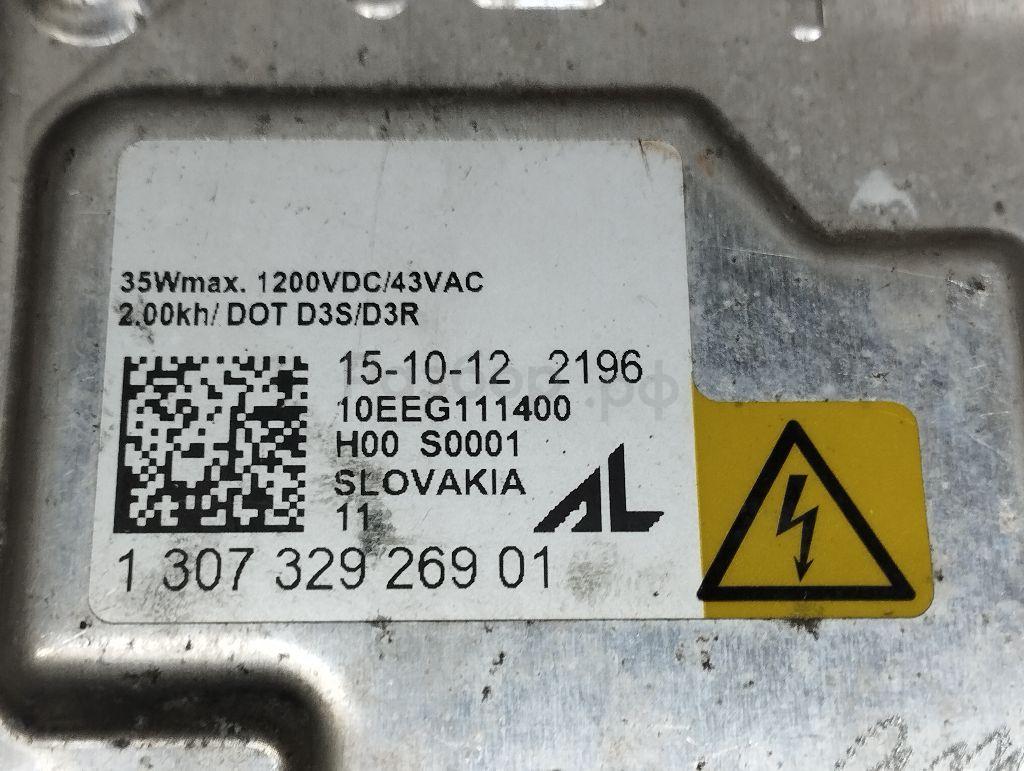 35Wmax. 1200VDC/43VAC
2.00kh/ DOT D3S/D3R
15-10-12 2196
10EEG111400
H00 S0001
SLOVAKIA
11
AL
1 307 329 269 01